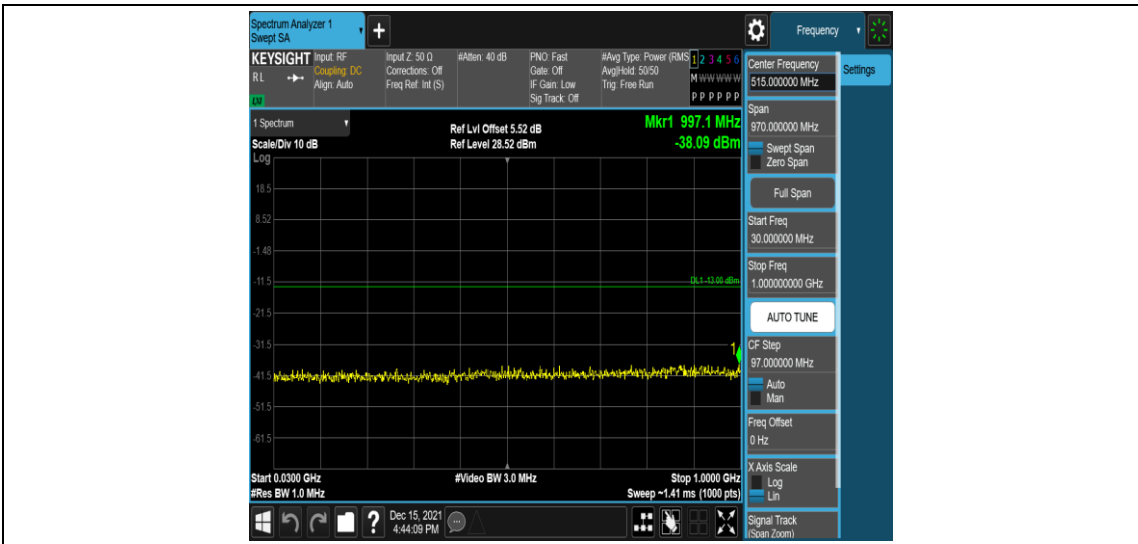 Spectrum Analyzer 1
Swept SA
+
Frequency
KEYSIGHT
RL
LXI
Input: RF
Coupling: DC
Align: Auto
Input Z: 50 Ω
Corrections: Off
Freq Ref: Int (S)
#Atten: 40 dB
PNO: Fast
Gate: Off
IF Gain: Low
Sig Track: Off
#Avg Type: Power (RMS
Avg|Hold: 50/50
Trig: Free Run
1 2 3 4 5 6
M W W W W W
P P P P P P
1 Spectrum
Scale/Div 10 dB
Log
Ref Lvl Offset 5.52 dB
Ref Level 28.52 dBm
Mkr1 997.1 MHz
-38.09 dBm
18.5
8.52
-1.48
-11.5
DL1 -13.00 dBm
-21.5
-31.5
1
-41.5
-51.5
-61.5
Start 0.0300 GHz
#Res BW 1.0 MHz
#Video BW 3.0 MHz
Stop 1.0000 GHz
Sweep ~1.41 ms (1000 pts)
?
Dec 15, 2021
4:44:09 PM
Center Frequency
515.000000 MHz
Settings
Span
970.000000 MHz
Swept Span
Zero Span
Full Span
Start Freq
30.000000 MHz
Stop Freq
1.000000000 GHz
AUTO TUNE
CF Step
97.000000 MHz
Auto
Man
Freq Offset
0 Hz
X Axis Scale
Log
Lin
Signal Track
(Span Zoom)